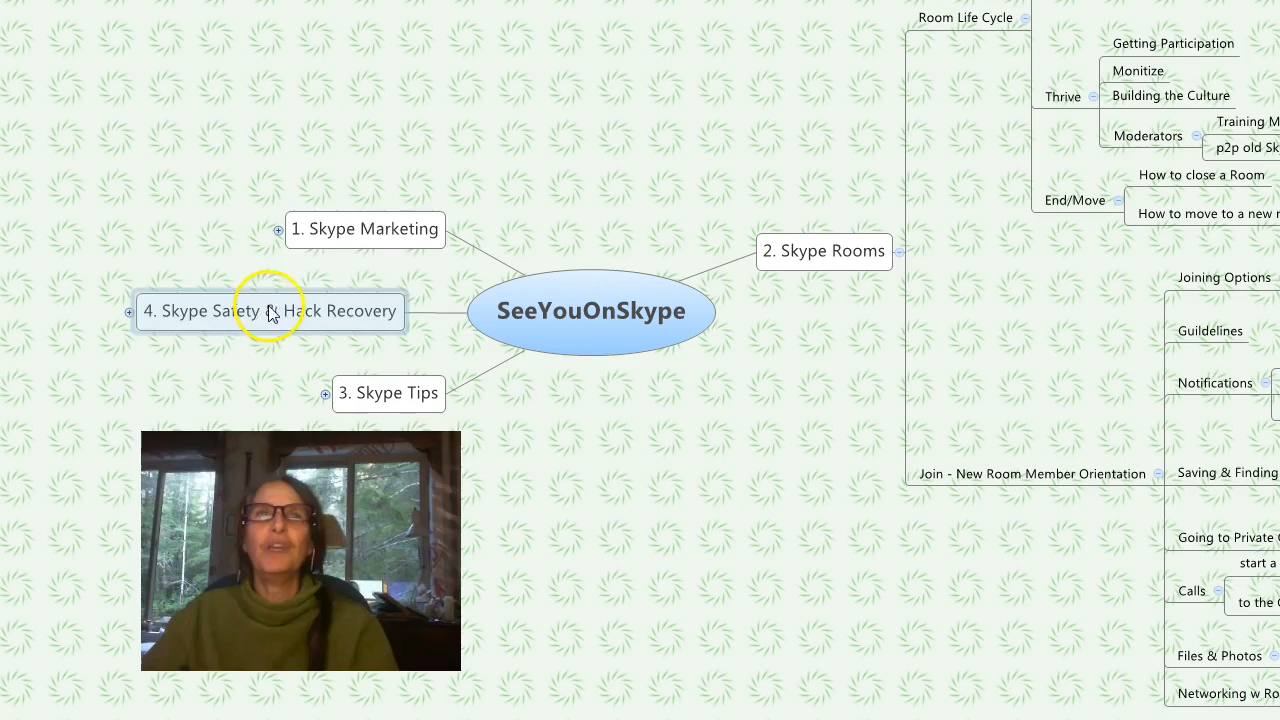 Room Life Cycle
Getting Participation
Monitize
Thrive
Building the Culture
Training M
Moderators
p2p old Sk
How to close a Room
End/Move
How to move to a new
1. Skype Marketing
2. Skype Rooms
4. Skype Safety & Hack Recovery
SeeYouOnSkype
3. Skype Tips
Joining Options
Guildelines
Notifications
Join - New Room Member Orientation
Saving & Finding
Going to Private
start a
Calls
to the
Files & Photos
Networking w Ro